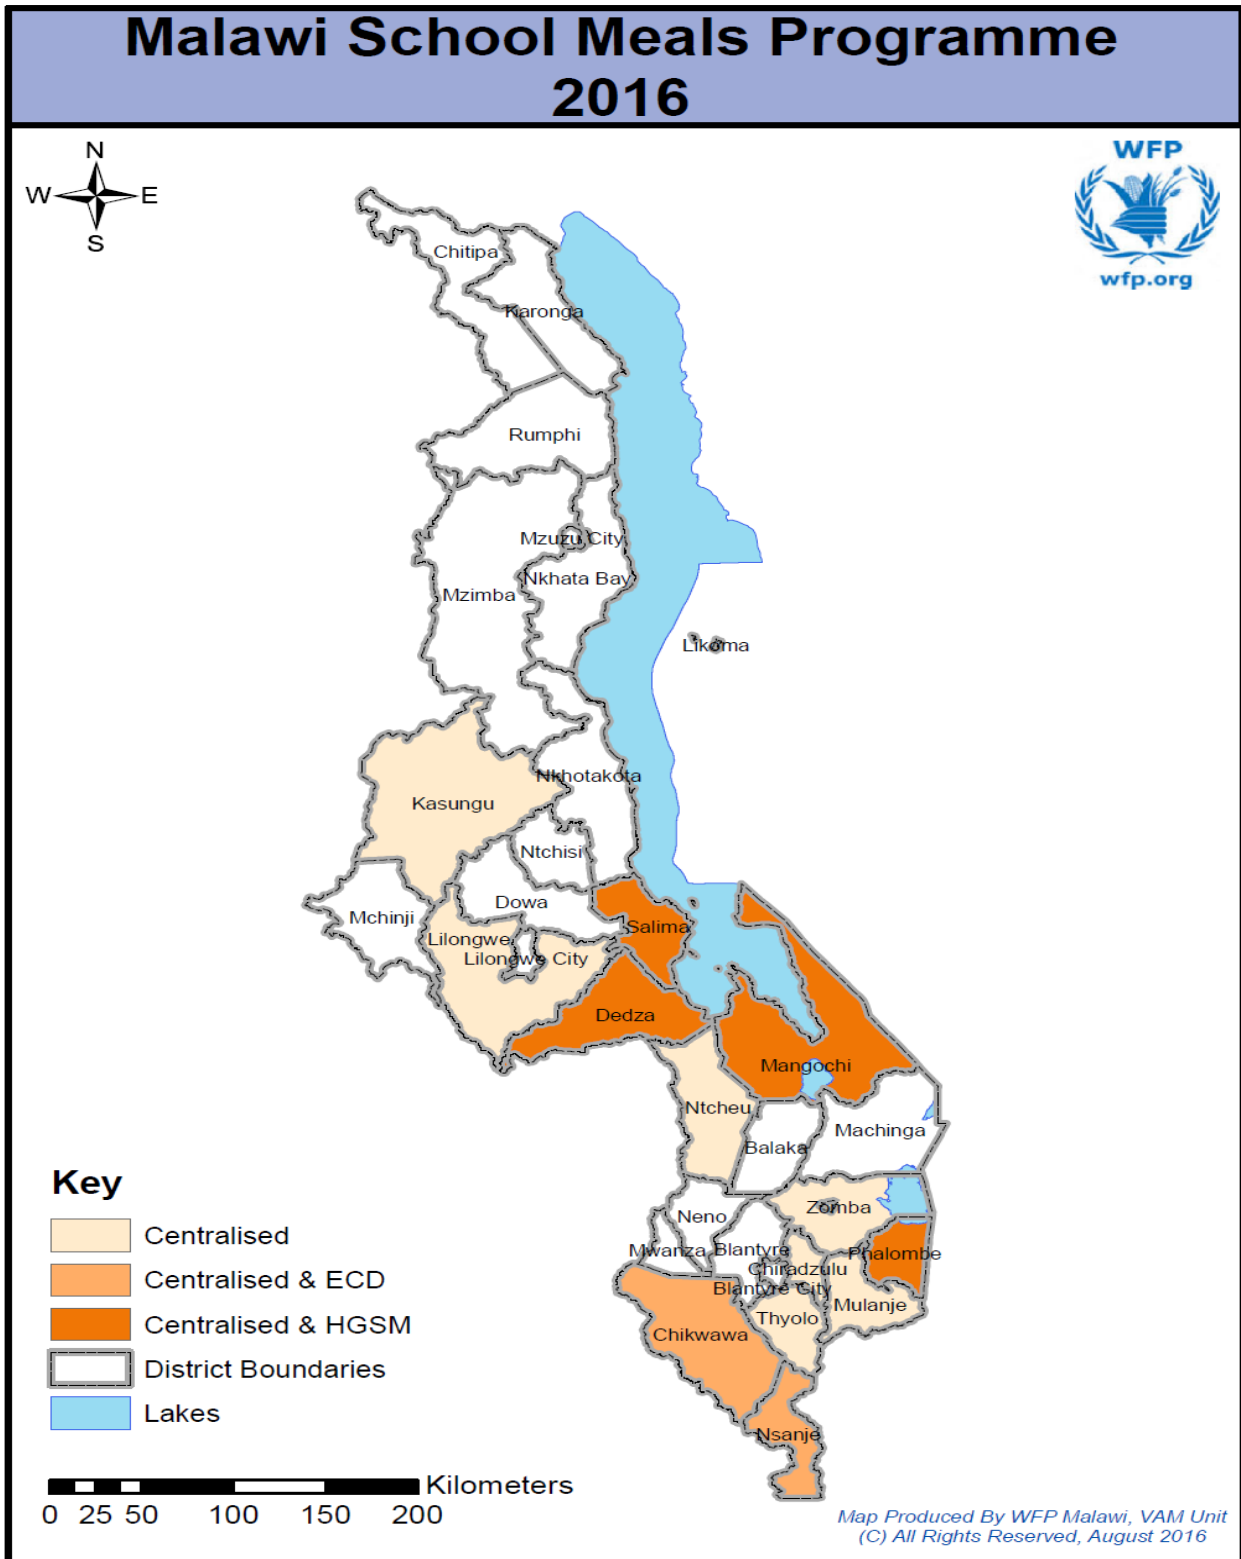 Malawi School Meals Programme
2016
N
W E
S
WFP
wfp.org
Chitipa
Karonga
Rumphi
Mzuzu City
Nkhata Bay
Mzimba
Likoma
Nkhotakota
Kasungu
Ntchisi
Dowa
Mchinji
Salima
Lilongwe
Lilongwe City
Dedza
Mangochi
Ntcheu
Machinga
Balaka
Zomba
Neno
Mwanza
Blantyre
Phalombe
Chiradzulu
Blantyre City
Mulanje
Thyolo
Chikwawa
Nsanje
Key
Centralised
Centralised & ECD
Centralised & HGSM
District Boundaries
Lakes
Kilometers
0 25 50 100 150 200
Map Produced By WFP Malawi, VAM Unit
(C) All Rights Reserved, August 2016